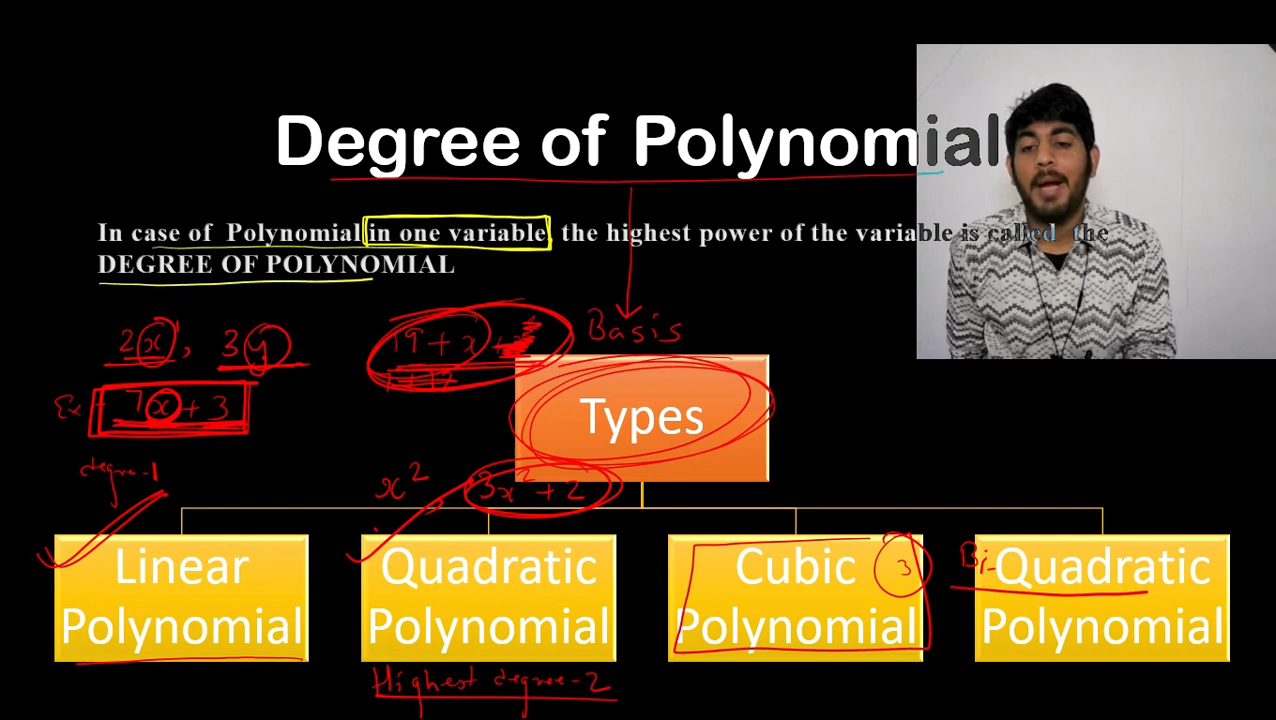 Degree of Polynomial
In case of Polynomial in one variable, the highest power of the variable is called the
DEGREE OF POLYNOMIAL
2x¹, 3y
19 + x +
Basis
Ex - 7x + 3
Types
degree-1
x², 3x² + 2
Linear
Polynomial
Quadratic
Polynomial
Cubic 3
Polynomial
Bi-Quadratic
Polynomial
Highest degree-2